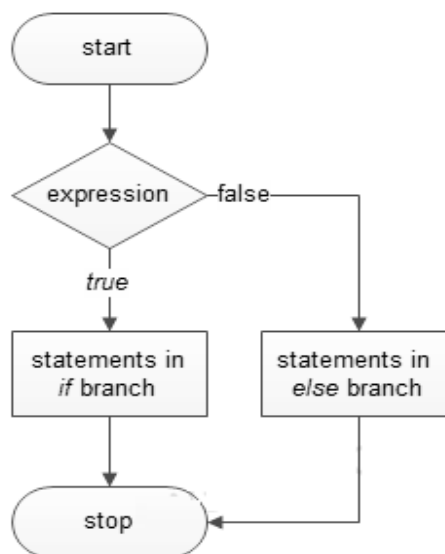 start
expression
false
true
statements in
if branch
statements in
else branch
stop